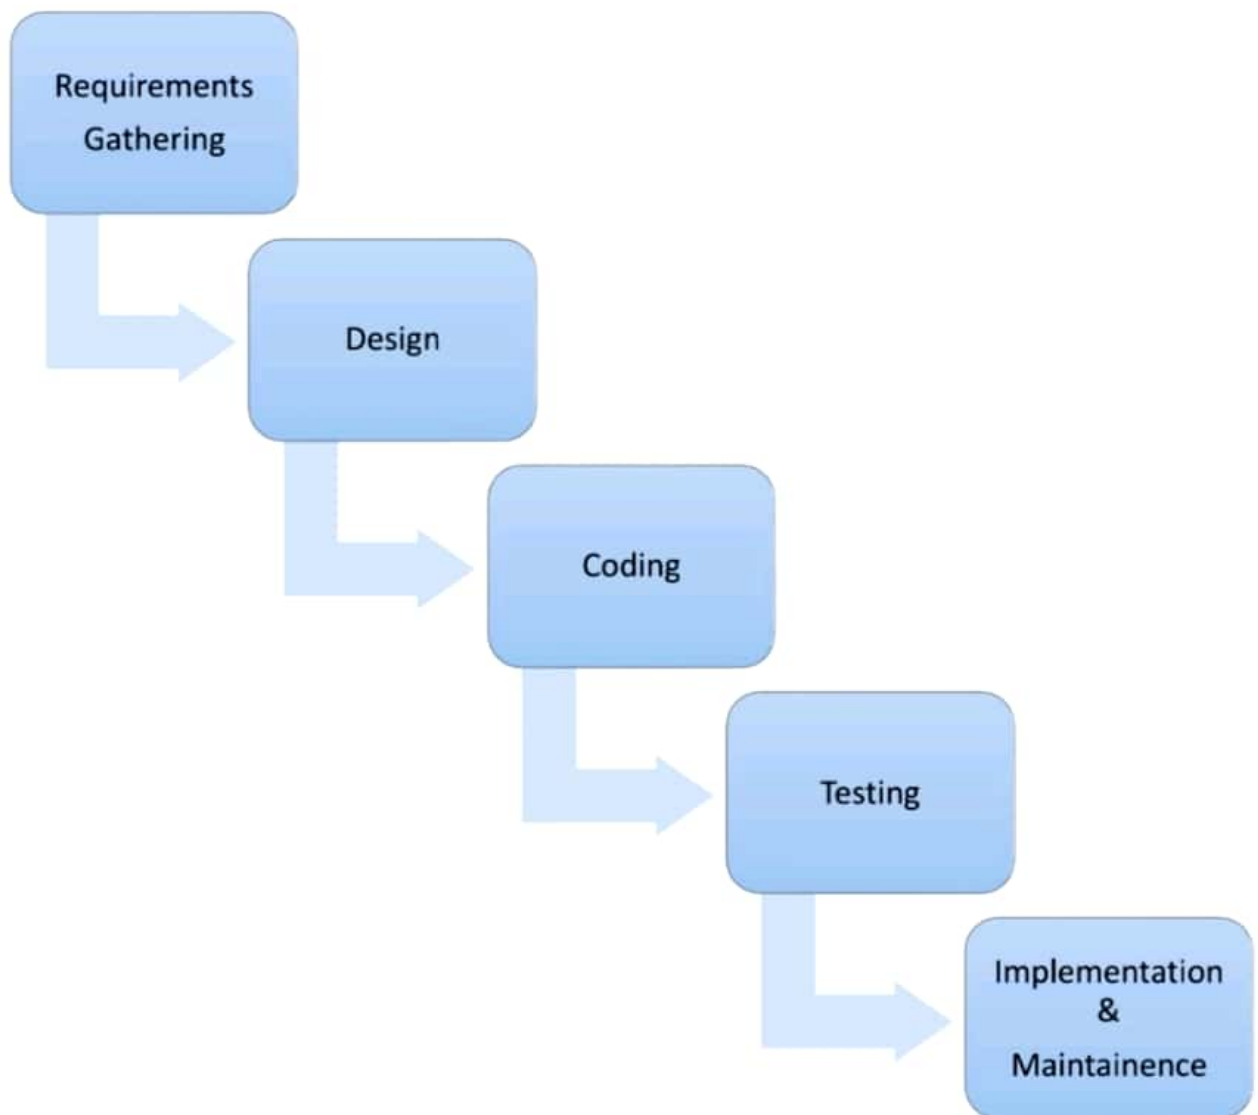 Requirements
Gathering
Design
Coding
Testing
Implementation
&
Maintainence